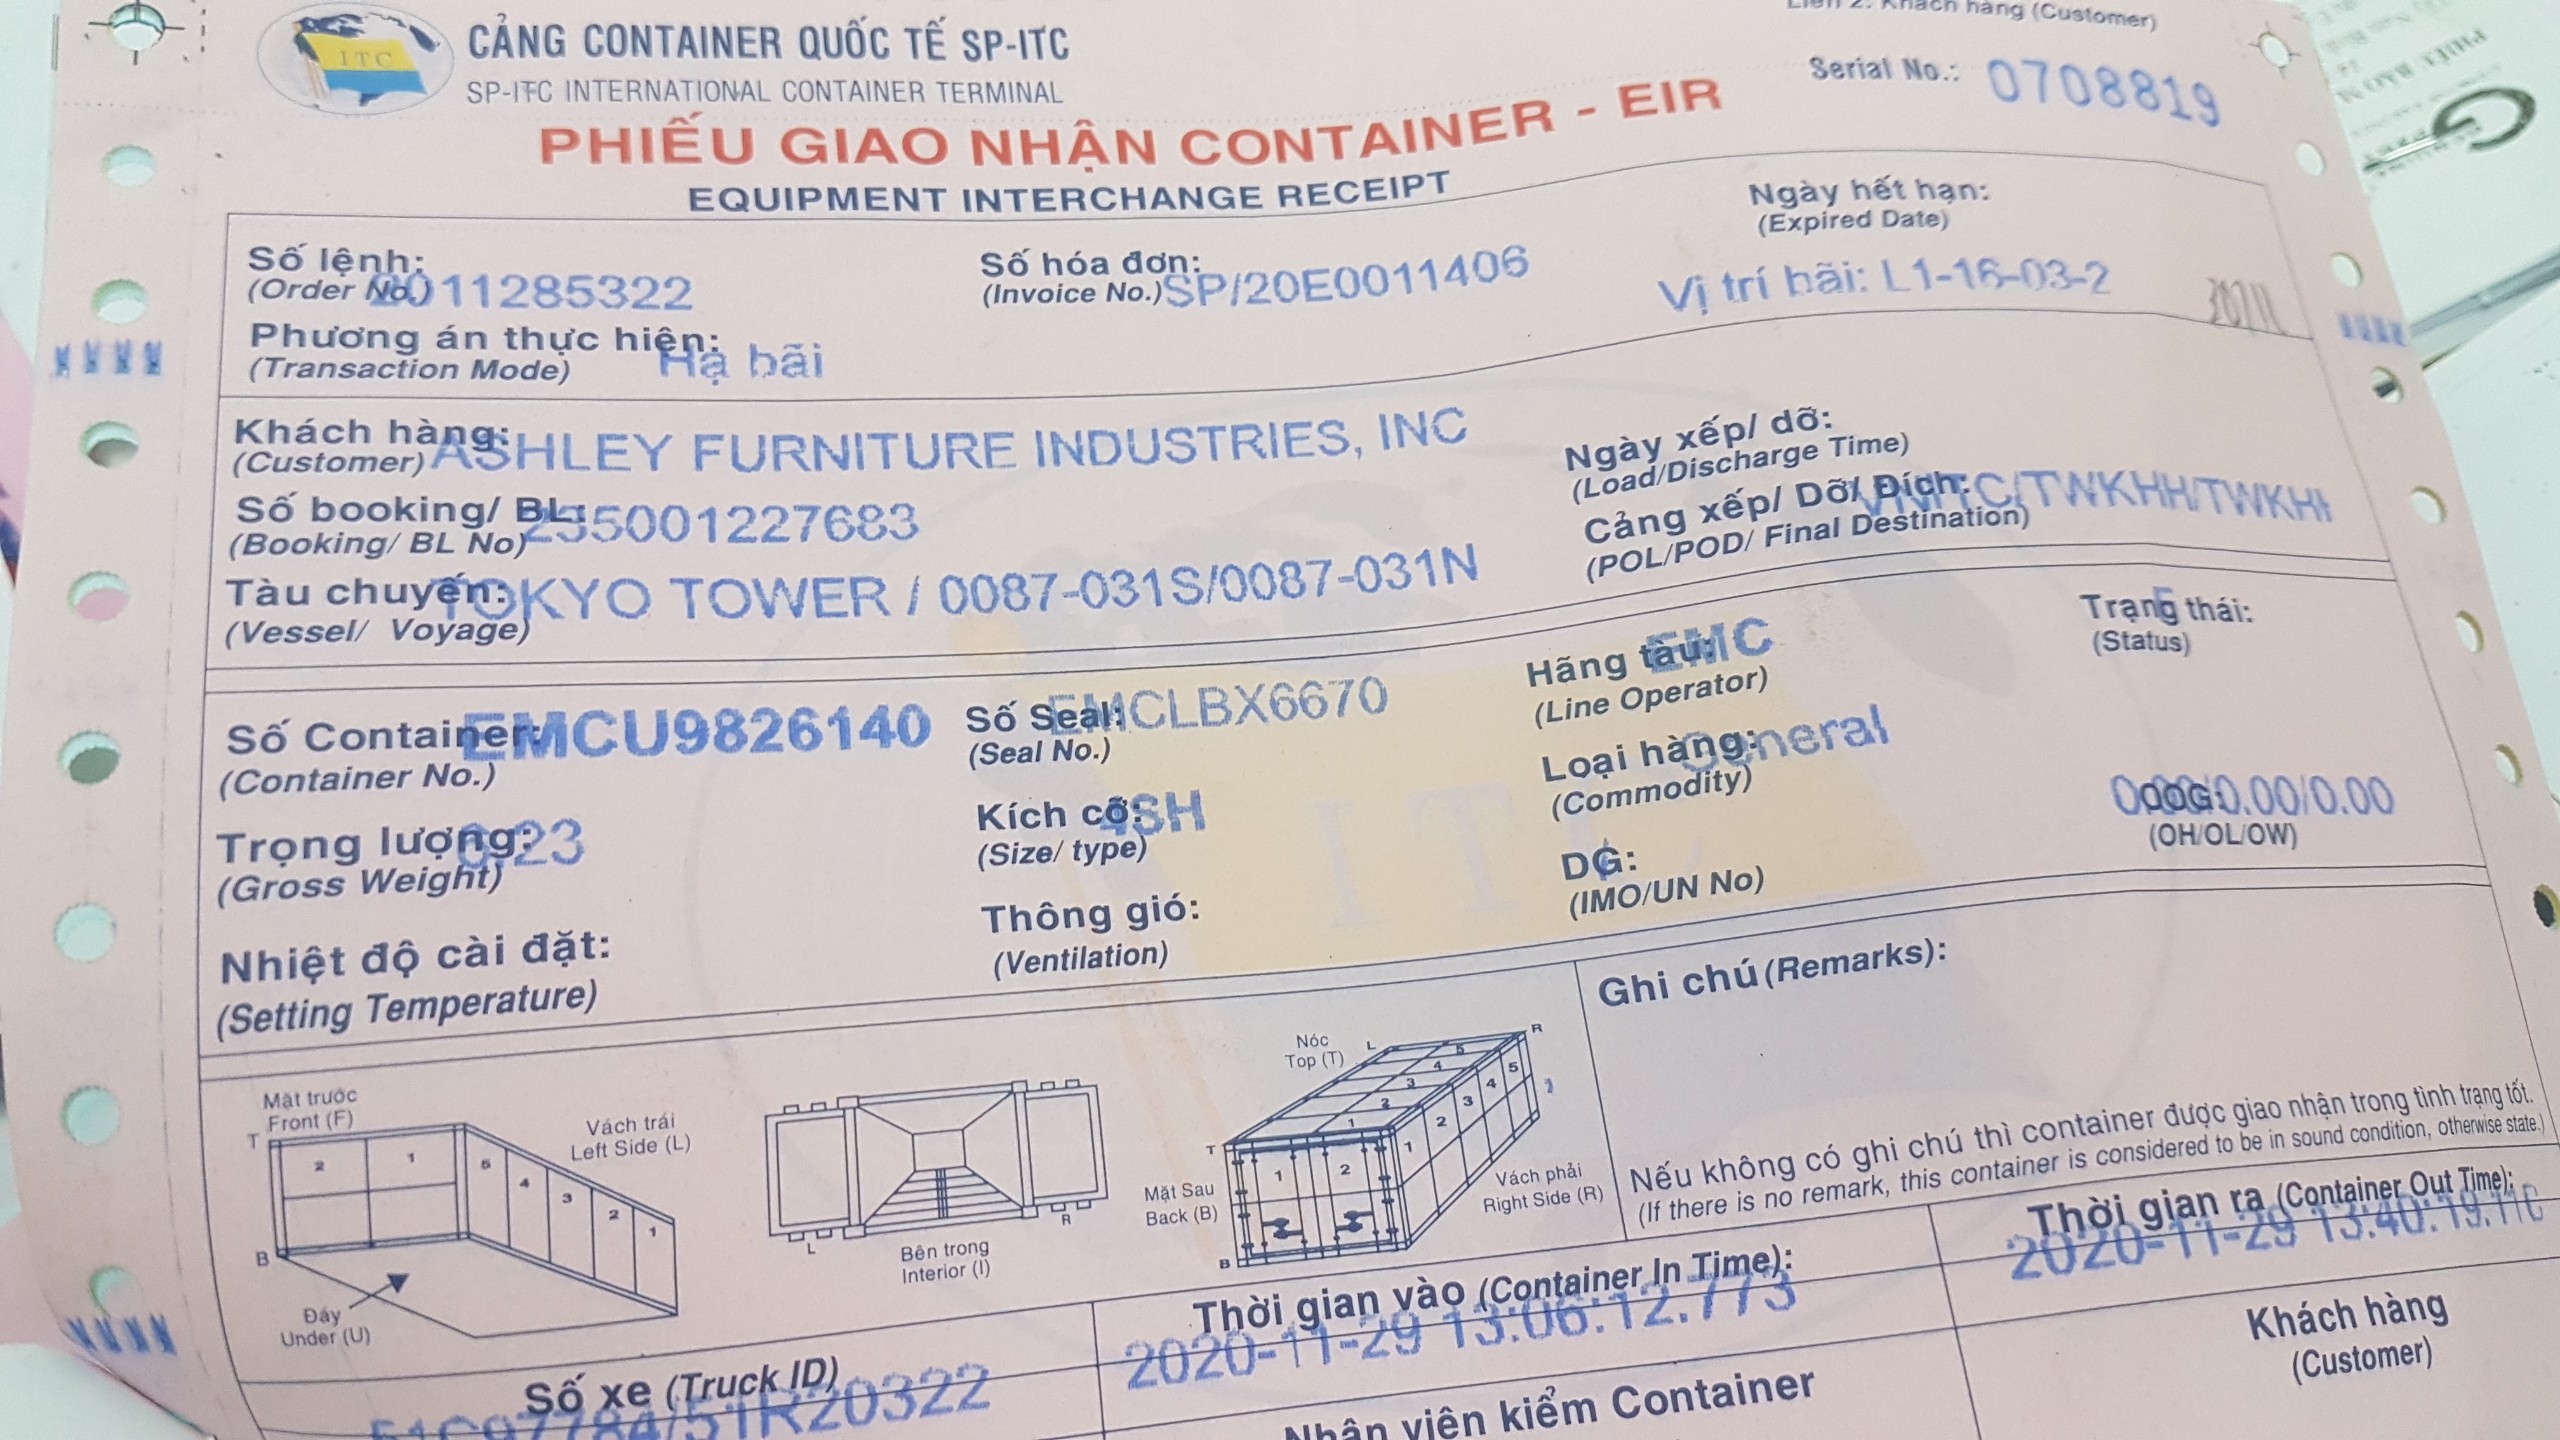 ITC
CẢNG CONTAINER QUỐC TẾ SP-ITC
SP-ITC INTERNATIONAL CONTAINER TERMINAL
Liên 2: Khách hàng (Customer)
Serial No.: 0708819
PHIẾU GIAO NHẬN CONTAINER - EIR
EQUIPMENT INTERCHANGE RECEIPT
Số lệnh:
(Order No.) 2011285322
Số hóa đơn:
(Invoice No.) SP/20E0011406
Ngày hết hạn:
(Expired Date)
Vị trí bãi: L1-16-03-2
Phương án thực hiện:
(Transaction Mode) Hạ bãi
Khách hàng:
(Customer) ASHLEY FURNITURE INDUSTRIES, INC
Ngày xếp/ dỡ:
(Load/Discharge Time)
Số booking/ BL:
(Booking/ BL No) 255001227683
Cảng xếp/ Dỡ/ Đích:
(POL/POD/ Final Destination)
Tàu chuyến:
(Vessel/ Voyage) TOKYO TOWER / 0087-031S/0087-031N
Số Container: EMCU9826140
(Container No.)
Số Seal: EMCLBX6670
(Seal No.)
Hãng tàu: EMC
(Line Operator)
Trạng thái: F
(Status)
Trọng lượng: 6.23
(Gross Weight)
Kích cỡ: 4SH
(Size/ type)
Loại hàng: General
(Commodity)
OOG: 0.00/0.00/0.00
(OH/OL/OW)
Nhiệt độ cài đặt:
(Setting Temperature)
Thông gió:
(Ventilation)
DG: /
(IMO/UN No)
Ghi chú (Remarks):
Mặt trước
Front (F)
Vách trái
Left Side (L)
T
2 1 5 4 3 2 1
B
Đáy
Under (U)
L
R
Bên trong
Interior (I)
Nóc
Top (T)
L
R
5 4 3 2 1
T
1 2
1 2 3 4 5
B
Mặt Sau
Back (B)
Vách phải
Right Side (R)
Nếu không có ghi chú thì container được giao nhận trong tình trạng tốt.
(If there is no remark, this container is considered to be in sound condition, otherwise state.)
Số xe (Truck ID)
51C97784/51R20322
Thời gian vào (Container In Time):
2020-11-29 13:06:12.773
Thời gian ra (Container Out Time):
2020-11-29 13:40:19.110
Nhân viên kiểm Container
Khách hàng
(Customer)